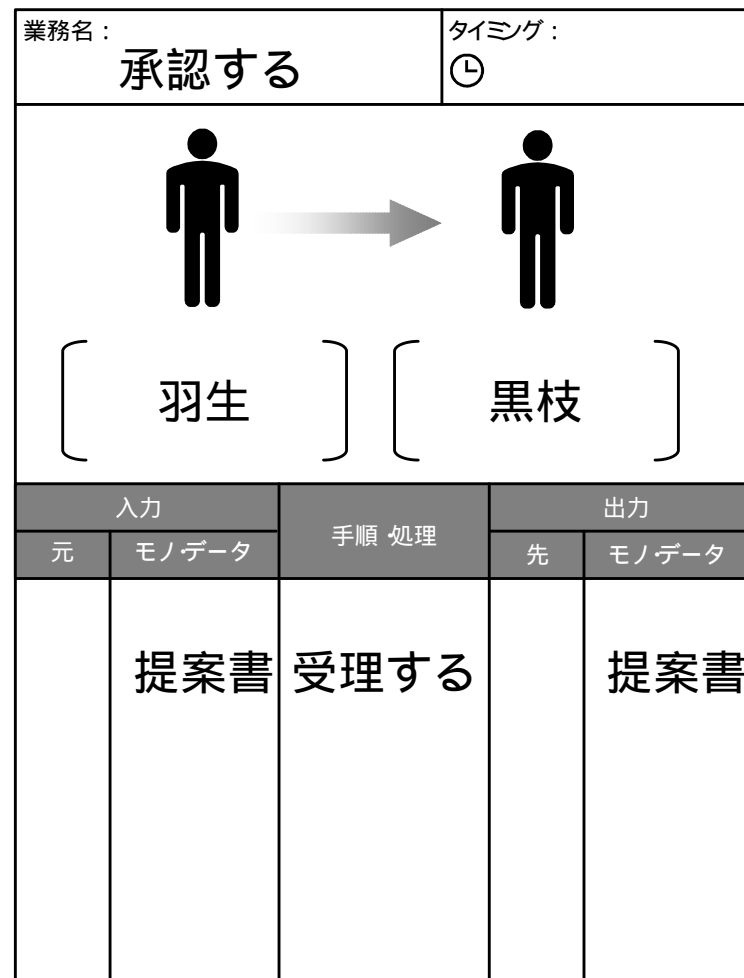 業務名：
承認する
タイミング：
羽生
黒枝
入力
手順・処理
出力
元
モノ・データ
先
モノ・データ
提案書
受理する
提案書